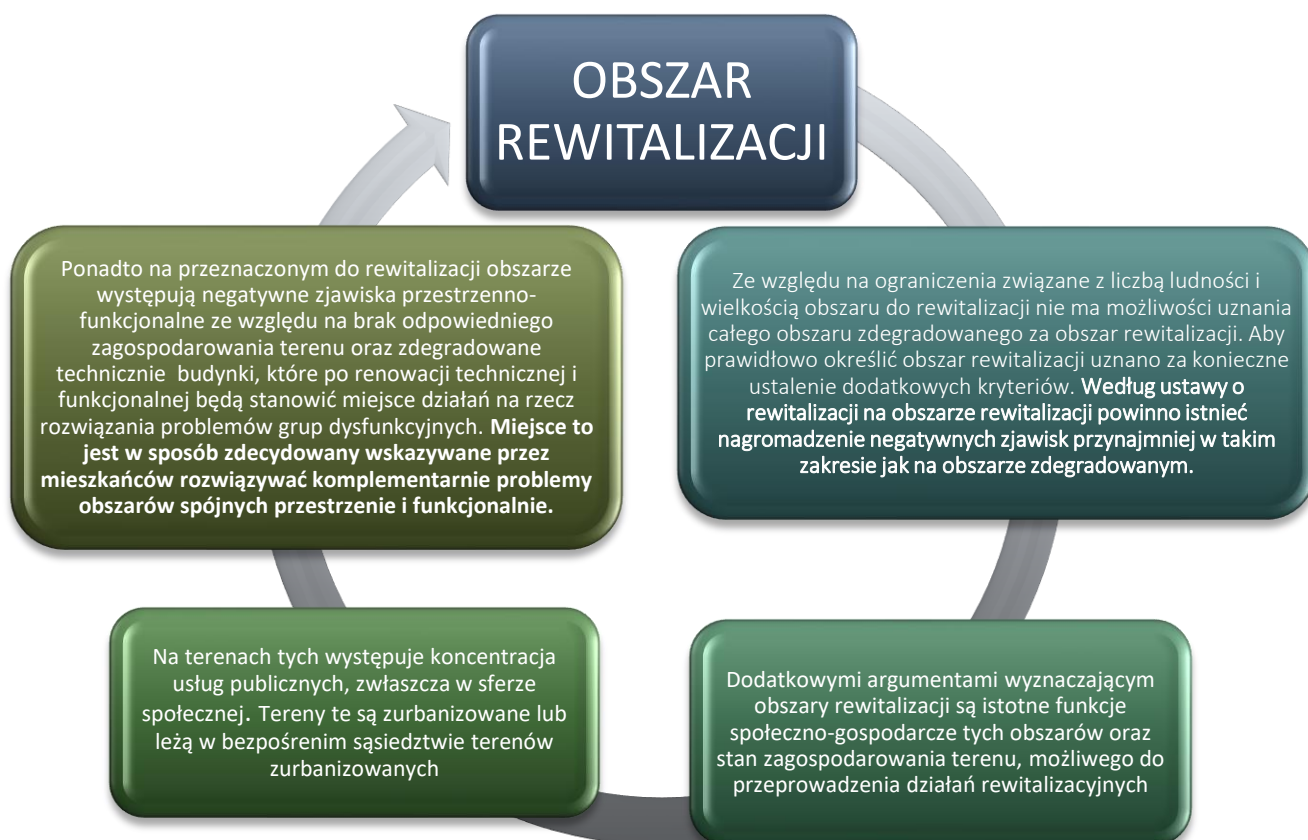 OBSZAR
REWITALIZACJI
Ze względu na ograniczenia związane z liczbą ludności i
wielkością obszaru do rewitalizacji nie ma możliwości uznania
całego obszaru zdegradowanego za obszar rewitalizacji. Aby
prawidłowo określić obszar rewitalizacji uznano za konieczne
ustalenie dodatkowych kryteriów. Według ustawy o
rewitalizacji na obszarze rewitalizacji powinno istnieć
nagromadzenie negatywnych zjawisk przynajmniej w takim
zakresie jak na obszarze zdegradowanym.
Dodatkowymi argumentami wyznaczającym
obszary rewitalizacji są istotne funkcje
społeczno-gospodarcze tych obszarów oraz
stan zagospodarowania terenu, możliwego do
przeprowadzenia działań rewitalizacyjnych
Na terenach tych występuje koncentracja
usług publicznych, zwłaszcza w sferze
społecznej. Tereny te są zurbanizowane lub
leżą w bezpośrenim sąsiedztwie terenów
zurbanizowanych
Ponadto na przeznaczonym do rewitalizacji obszarze
występują negatywne zjawiska przestrzenno-
funkcjonalne ze względu na brak odpowiedniego
zagospodarowania terenu oraz zdegradowane
technicznie budynki, które po renowacji technicznej i
funkcjonalnej będą stanowić miejsce działań na rzecz
rozwiązania problemów grup dysfunkcyjnych. Miejsce to
jest w sposób zdecydowany wskazywane przez
mieszkańców rozwiązywać komplementarnie problemy
obszarów spójnych przestrzenie i funkcjonalnie.